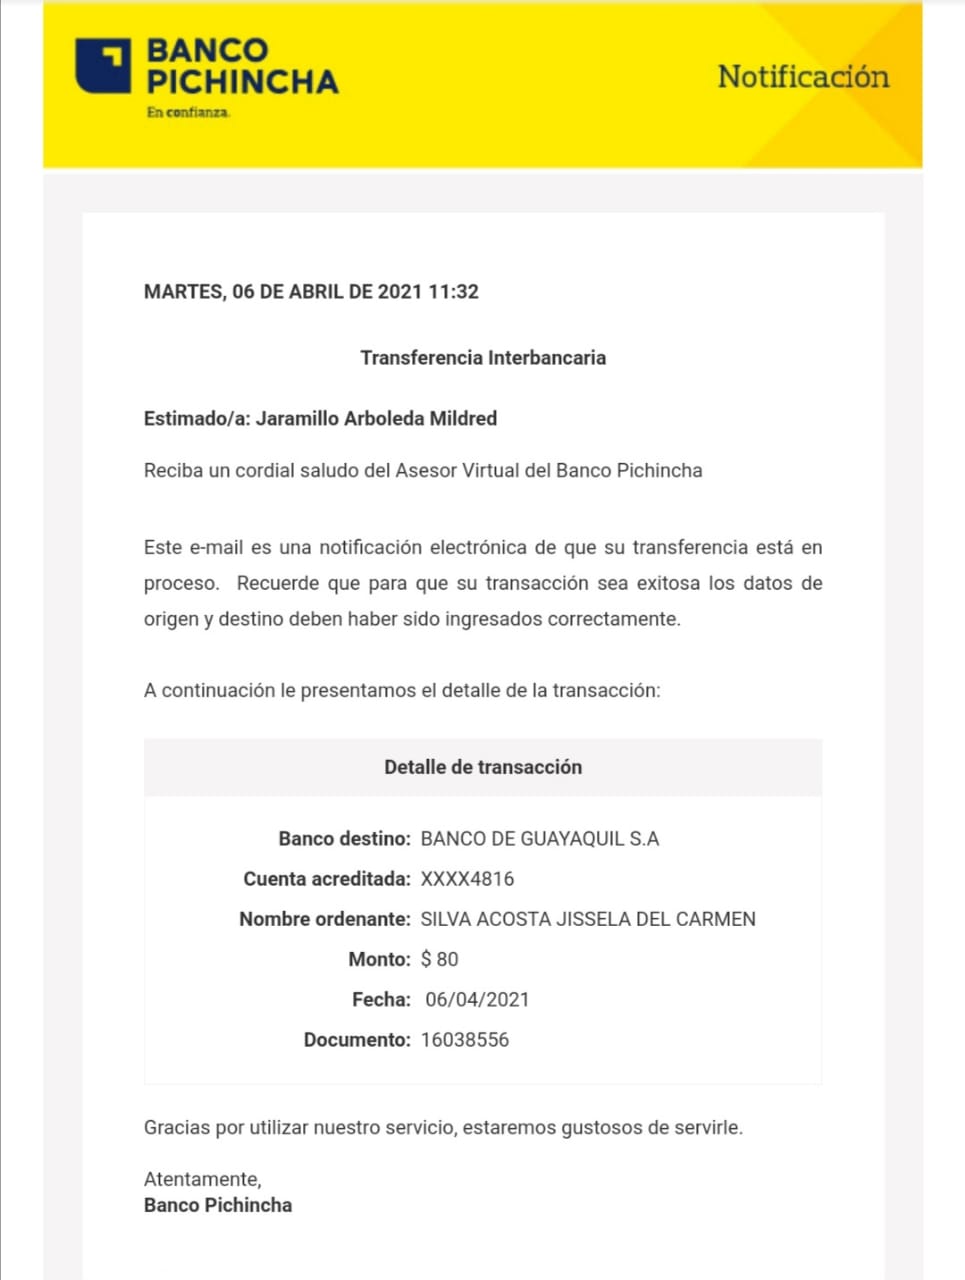 BANCO
PICHINCHA
En confianza.
Notificación
MARTES, 06 DE ABRIL DE 2021 11:32
Transferencia Interbancaria
Estimado/a: Jaramillo Arboleda Mildred
Reciba un cordial saludo del Asesor Virtual del Banco Pichincha
Este e-mail es una notificación electrónica de que su transferencia está en
proceso. Recuerde que para que su transacción sea exitosa los datos de
origen y destino deben haber sido ingresados correctamente.
A continuación le presentamos el detalle de la transacción:
Detalle de transacción
Banco destino: BANCO DE GUAYAQUIL S.A
Cuenta acreditada: XXXX4816
Nombre ordenante: SILVA ACOSTA JISSELA DEL CARMEN
Monto: $ 80
Fecha: 06/04/2021
Documento: 16038556
Gracias por utilizar nuestro servicio, estaremos gustosos de servirle.
Atentamente,
Banco Pichincha